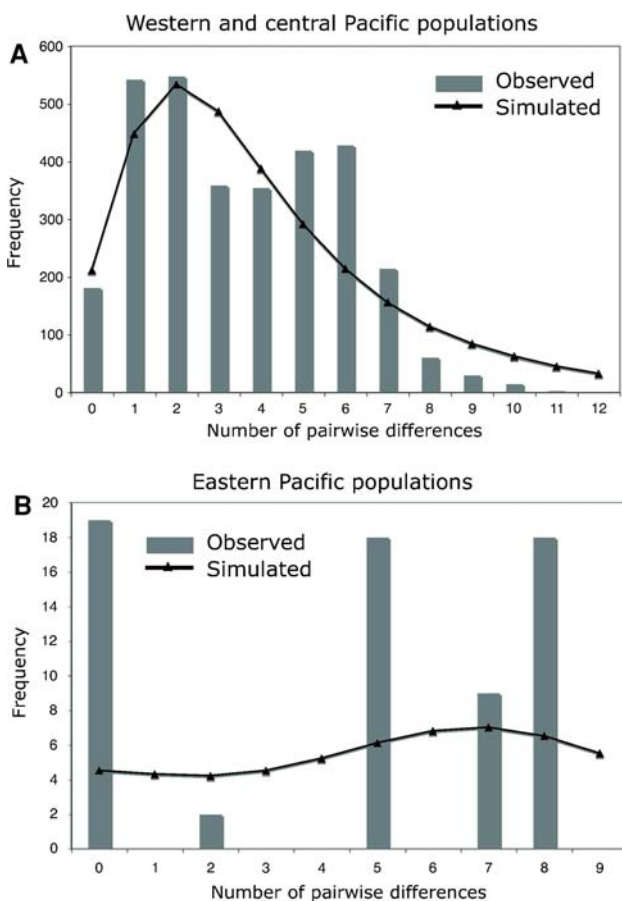 Western and central Pacific populations
A
600
500
400
300
200
100
0
Frequency
Observed
Simulated
0 1 2 3 4 5 6 7 8 9 10 11 12
Number of pairwise differences
Eastern Pacific populations
B
20
18
16
14
12
10
8
6
4
2
0
Frequency
Observed
Simulated
0 1 2 3 4 5 6 7 8 9
Number of pairwise differences